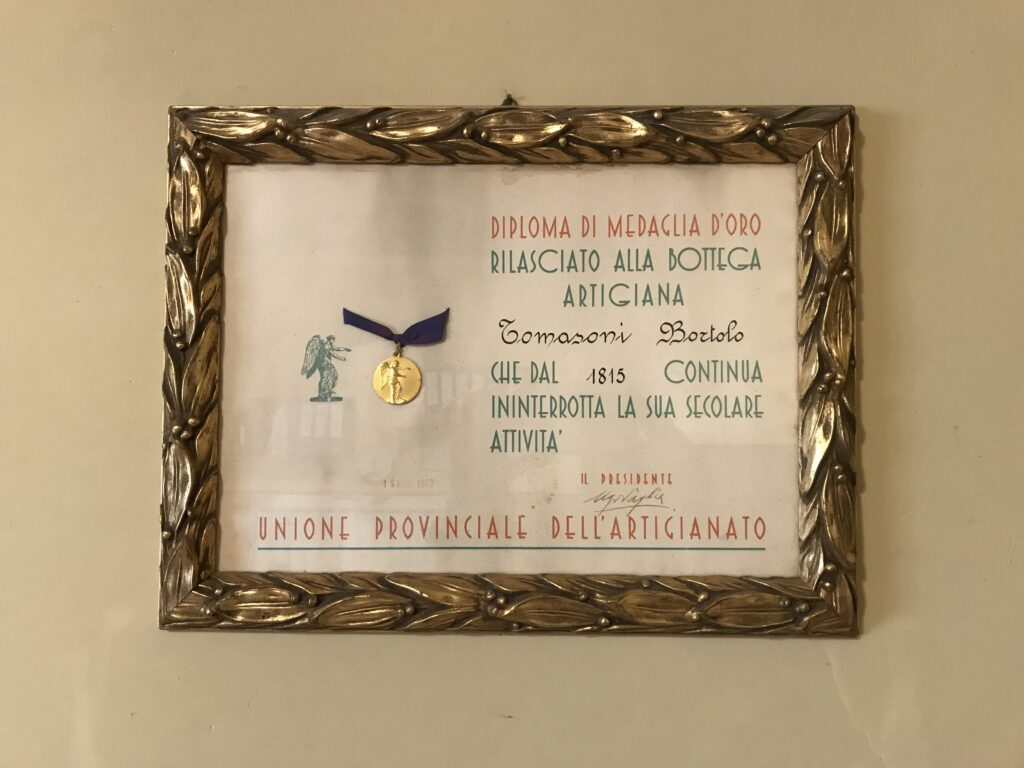 DIPLOMA DI MEDAGLIA D'ORO
RILASCIATO ALLA BOTTEGA
ARTIGIANA
Tomasoni Bortolo
CHE DAL 1815 CONTINUA
ININTERROTTA LA SUA SECOLARE
ATTIVITA'
IL PRESIDENTE
UNIONE PROVINCIALE DELL'ARTIGIANATO